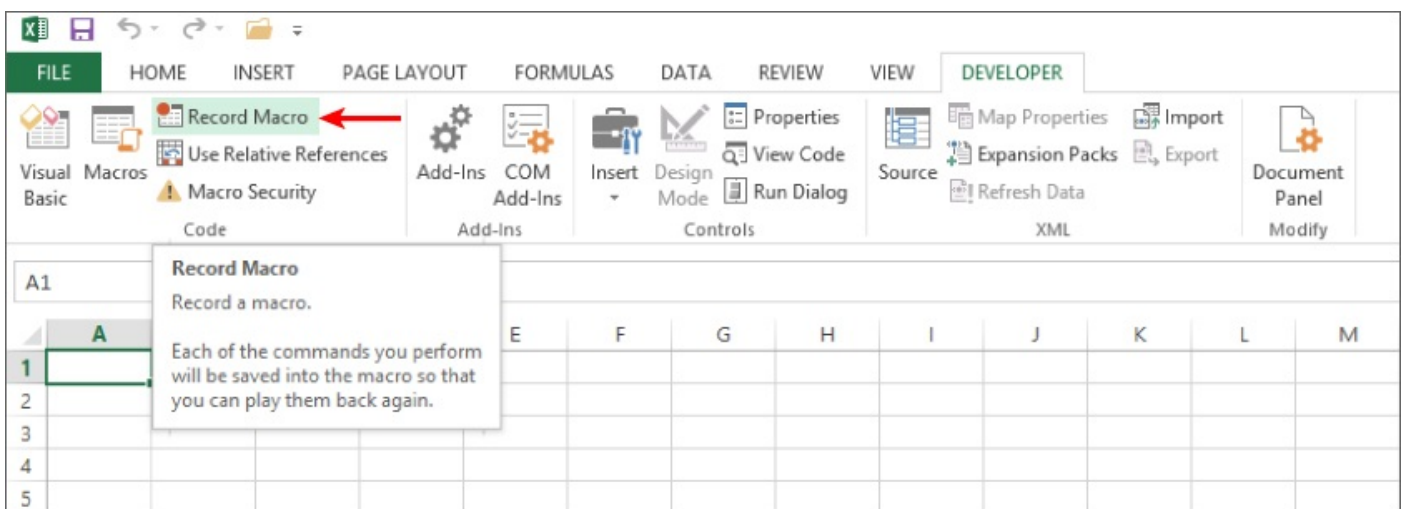 FILE HOME INSERT PAGE LAYOUT FORMULAS DATA REVIEW VIEW DEVELOPER
Visual
Basic
Macros
Record Macro
Use Relative References
Macro Security
Code
Add-Ins
COM
Add-Ins
Add-Ins
Insert
Design
Mode
Properties
View Code
Run Dialog
Controls
Source
Map Properties
Expansion Packs
Refresh Data
Import
Export
XML
Document
Panel
Modify
A1
Record Macro
Record a macro.
Each of the commands you perform
will be saved into the macro so that
you can play them back again.
A E F G H I J K L M
1
2
3
4
5